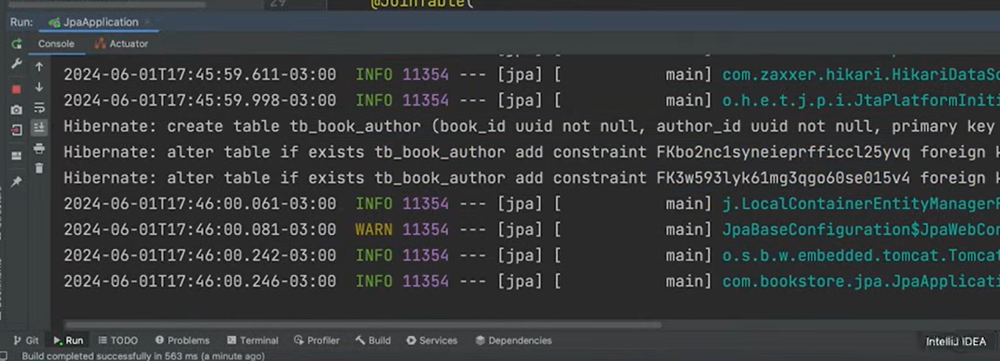 29 @JoinTable(
Run: JpaApplication
Console Actuator
2024-06-01T17:45:59.611-03:00 INFO 11354 --- [jpa] [ main] com.zaxxer.hikari.HikariDataSo
2024-06-01T17:45:59.998-03:00 INFO 11354 --- [jpa] [ main] o.h.e.t.j.p.i.JtaPlatformIniti
Hibernate: create table tb_book_author (book_id uuid not null, author_id uuid not null, primary key
Hibernate: alter table if exists tb_book_author add constraint FKbo2nc1syneieprfficcl25yvq foreign k
Hibernate: alter table if exists tb_book_author add constraint FK3w593lyk61mg3qgo60se015v4 foreign k
2024-06-01T17:46:00.061-03:00 INFO 11354 --- [jpa] [ main] j.LocalContainerEntityManagerF
2024-06-01T17:46:00.081-03:00 WARN 11354 --- [jpa] [ main] JpaBaseConfiguration$JpaWebCon
2024-06-01T17:46:00.242-03:00 INFO 11354 --- [jpa] [ main] o.s.b.w.embedded.tomcat.Tomcat
2024-06-01T17:46:00.246-03:00 INFO 11354 --- [jpa] [ main] com.bookstore.jpa.JpaApplicati
Git Run TODO Problems Terminal Profiler Build Services Dependencies
IntelliJ IDEA
Build completed successfully in 563 ms (a minute ago)